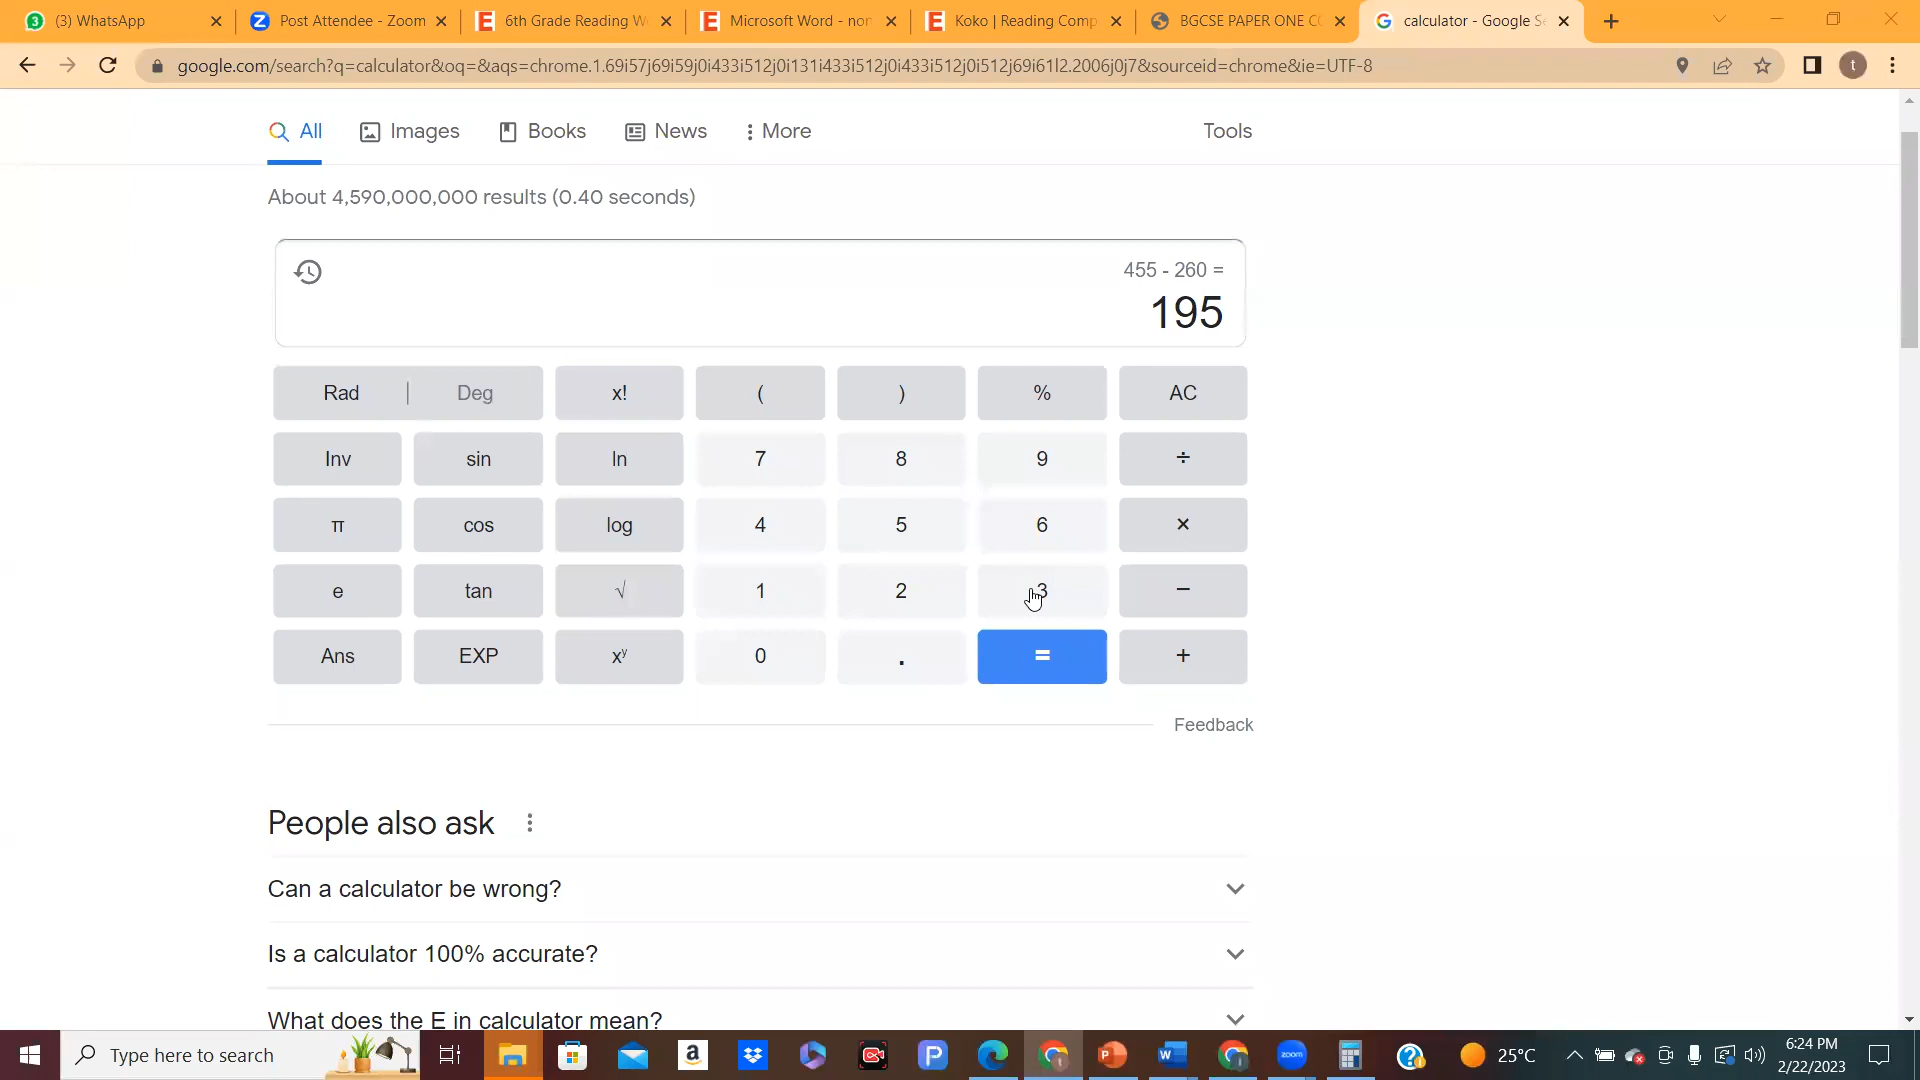 (3) WhatsApp
Post Attendee - Zoom
6th Grade Reading W
Microsoft Word - non
Koko | Reading Comp
BGCSE PAPER ONE CO
calculator - Google Se
google.com/search?q=calculator&oq=&aqs=chrome.1.69i57j69i59j0i433i512j0i131i433i512j0i433i512j0i512j69i61l2.2006j0j7&sourceid=chrome&ie=UTF-8
t
All
Images
Books
News
More
Tools
About 4,590,000,000 results (0.40 seconds)
455 - 260 =
195
Rad | Deg x! ( ) % AC
Inv sin ln 7 8 9 ÷
π cos log 4 5 6 ×
e tan √ 1 2 3 −
Ans EXP xʸ 0 . = +
Feedback
People also ask
Can a calculator be wrong?
Is a calculator 100% accurate?
What does the E in calculator mean?
Type here to search
zoom
25°C
6:24 PM
2/22/2023